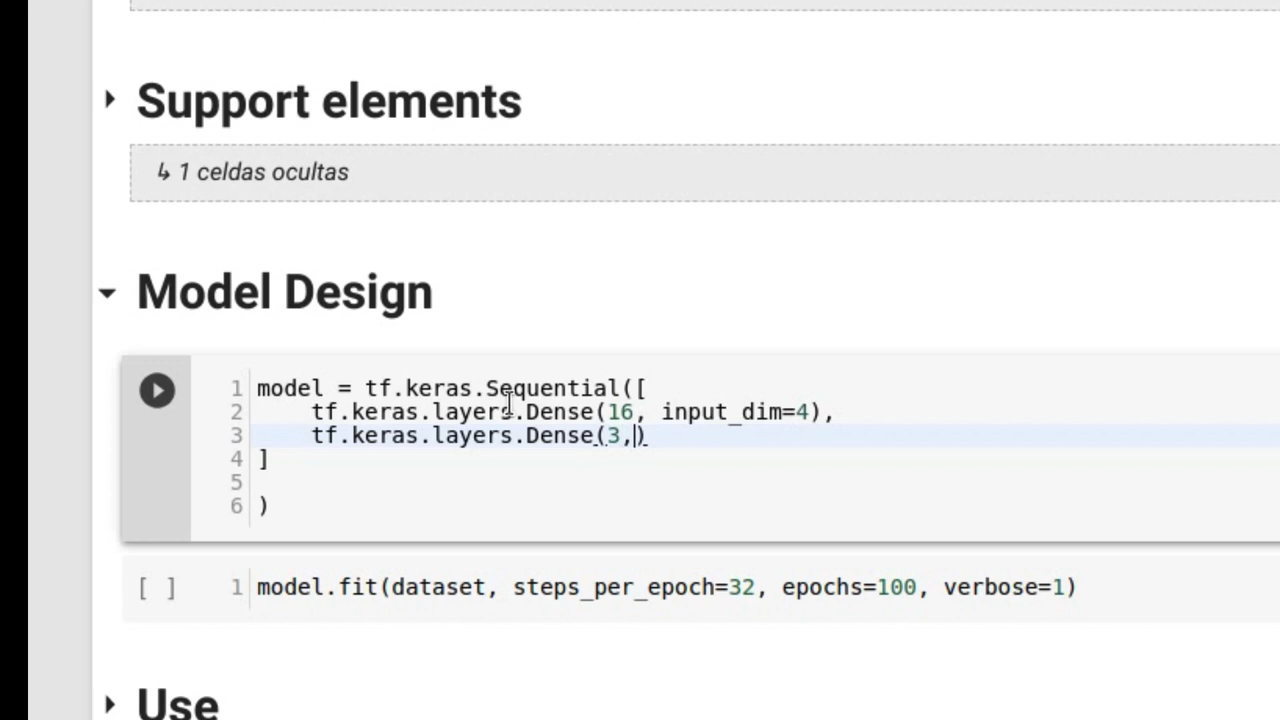 Support elements
↳ 1 celdas ocultas
Model Design
1 model = tf.keras.Sequential([
2     tf.keras.layers.Dense(16, input_dim=4),
3     tf.keras.layers.Dense(3,)
4 ]
5
6 )
[ ] 1 model.fit(dataset, steps_per_epoch=32, epochs=100, verbose=1)
Use